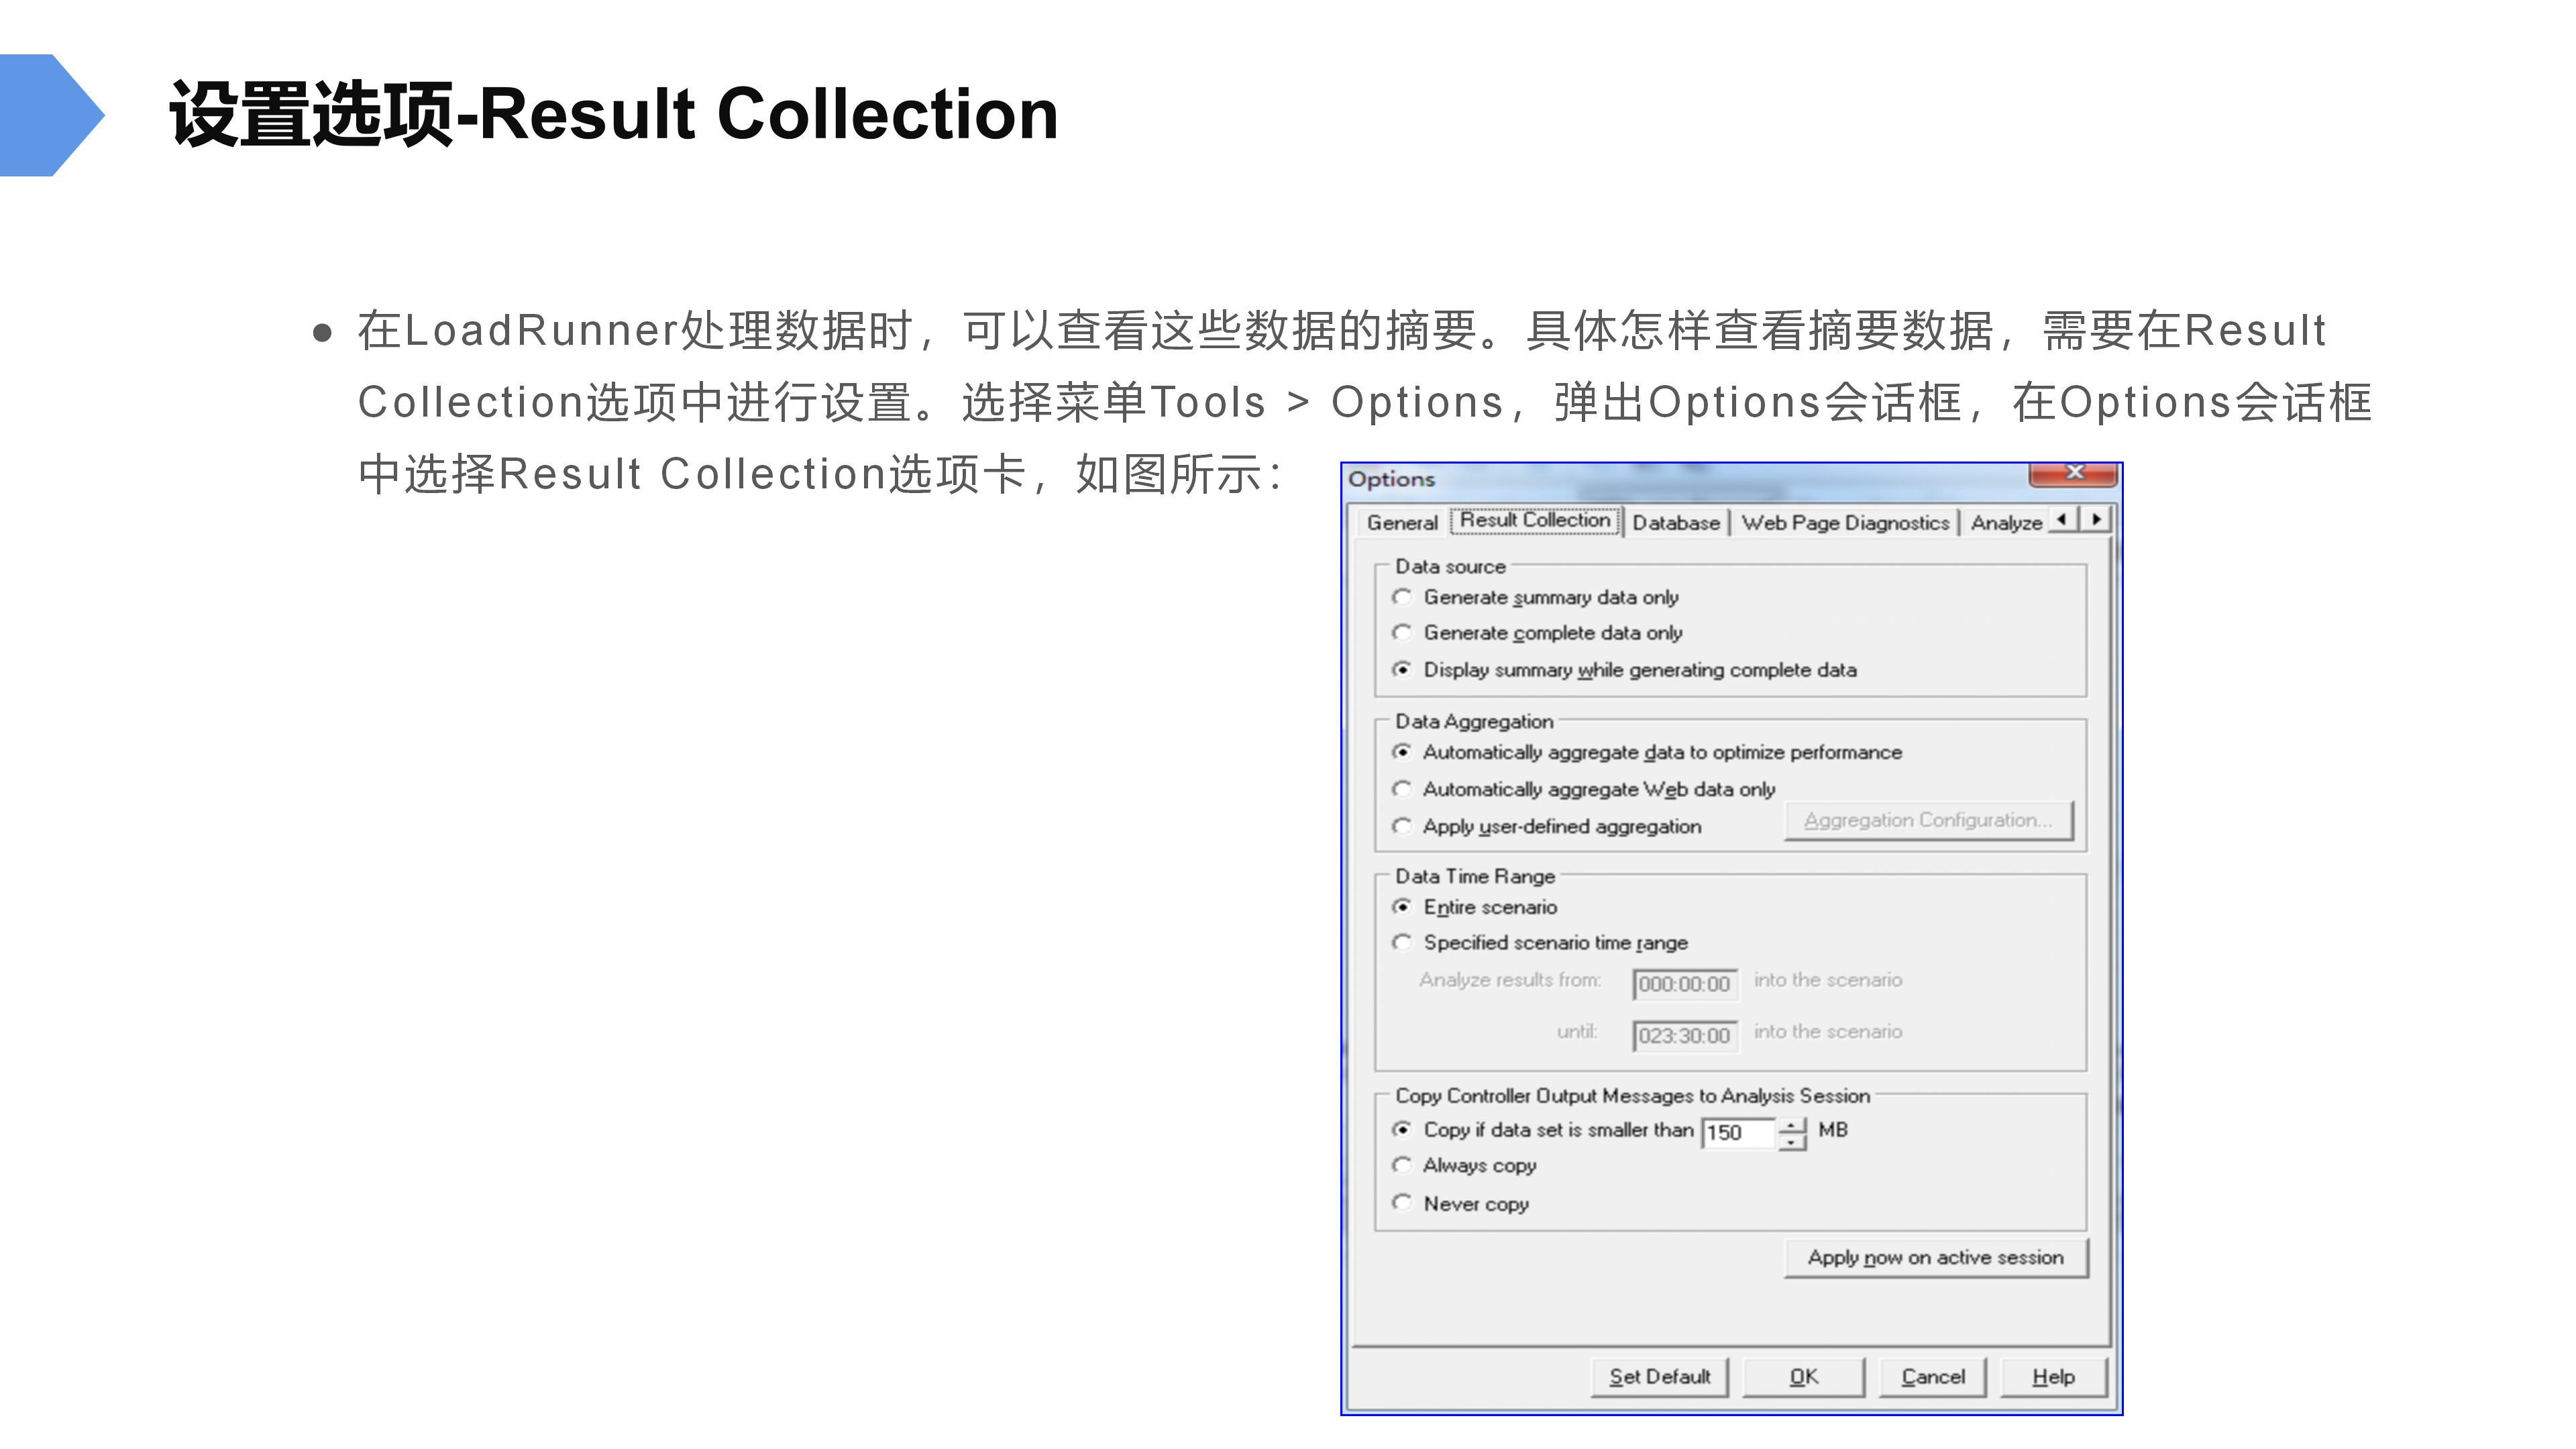 设置选项-Result Collection
● 在LoadRunner处理数据时，可以查看这些数据的摘要。具体怎样查看摘要数据，需要在Result
Collection选项中进行设置。选择菜单Tools > Options，弹出Options会话框，在Options会话框
中选择Result Collection选项卡，如图所示：
Options
General Result Collection Database Web Page Diagnostics Analyze
Data source
Generate summary data only
Generate complete data only
Display summary while generating complete data
Data Aggregation
Automatically aggregate data to optimize performance
Automatically aggregate Web data only
Apply user-defined aggregation Aggregation Configuration...
Data Time Range
Entire scenario
Specified scenario time range
Analyze results from: 000:00:00 into the scenario
until: 023:30:00 into the scenario
Copy Controller Output Messages to Analysis Session
Copy if data set is smaller than 150 MB
Always copy
Never copy
Apply now on active session
Set Default OK Cancel Help